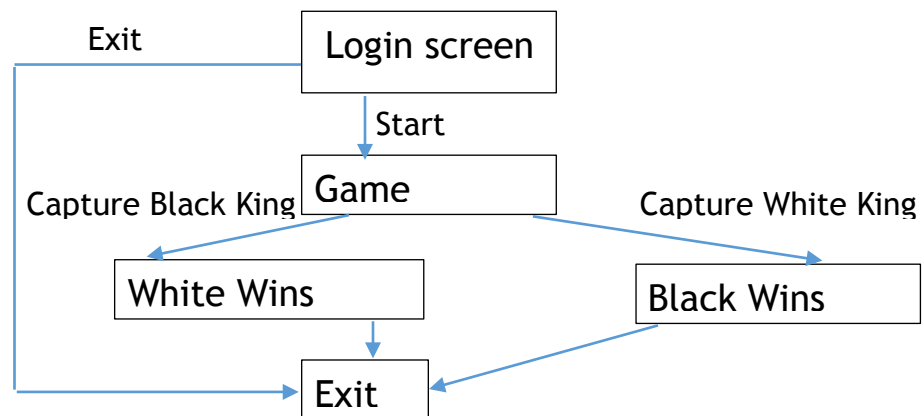 Exit
Login screen
Start
Game
Capture Black King
Capture White King
White Wins
Black Wins
Exit